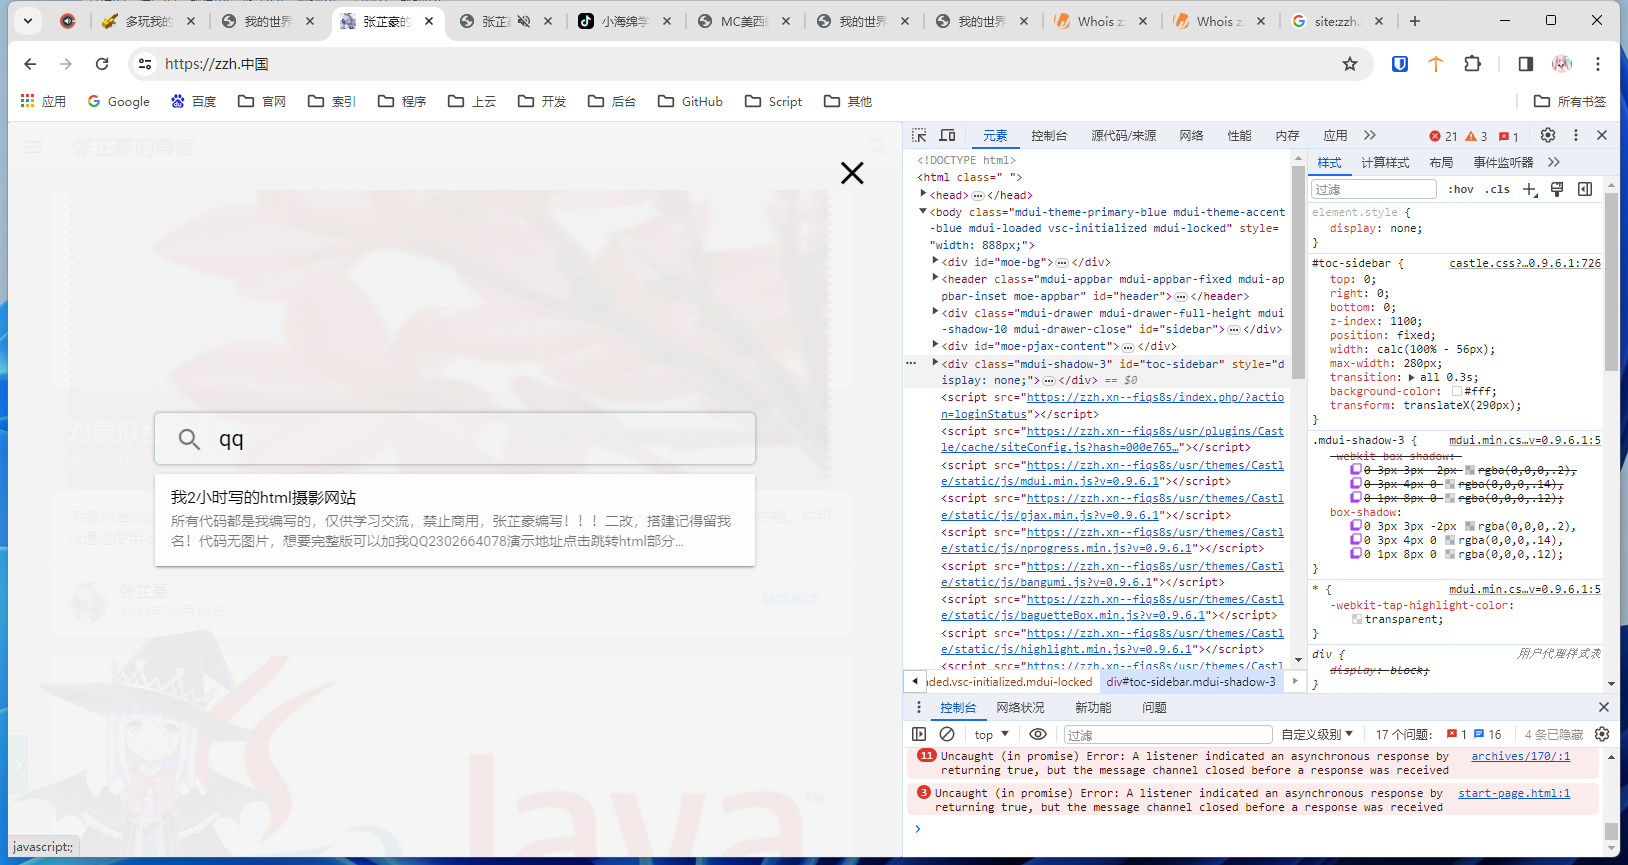 多玩我的
我的世界
张芷豪的
张芷
小海绵学
MC美西
我的世界
我的世界
Whois z
Whois z
site:zzh.
https://zzh.中国
应用
Google
百度
官网
索引
程序
上云
开发
后台
GitHub
Script
其他
所有书签
张芷豪的博客
qq
我2小时写的html摄影网站
所有代码都是我编写的，仅供学习交流，禁止商用，张芷豪编写！！！二改，搭建记得留我
名！代码无图片，想要完整版可以加我QQ2302664078演示地址点击跳转html部分...
对象拟合
张芷豪
2023年12月10日
继续阅读
Java
TM
javascript:;
元素
控制台
源代码/来源
网络
性能
内存
应用
21
3
1
<!DOCTYPE html>
<html class=" ">
<head>…</head>
<body class="mdui-theme-primary-blue mdui-theme-accent
-blue mdui-loaded vsc-initialized mdui-locked" style=
"width: 888px;">
<div id="moe-bg">…</div>
<header class="mdui-appbar mdui-appbar-fixed mdui-ap
pbar-inset moe-appbar" id="header">…</header>
<div class="mdui-drawer mdui-drawer-full-height mdui
-shadow-10 mdui-drawer-close" id="sidebar">…</div>
<div id="moe-pjax-content">…</div>
<div class="mdui-shadow-3" id="toc-sidebar" style="d
isplay: none;">…</div> == $0
<script src="https://zzh.xn--fiqs8s/index.php/?actio
n=loginStatus"></script>
<script src="https://zzh.xn--fiqs8s/usr/plugins/Cast
le/cache/siteConfig.js?hash=000e765…"></script>
<script src="https://zzh.xn--fiqs8s/usr/themes/Castl
e/static/js/mdui.min.js?v=0.9.6.1"></script>
<script src="https://zzh.xn--fiqs8s/usr/themes/Castl
e/static/js/pjax.min.js?v=0.9.6.1"></script>
<script src="https://zzh.xn--fiqs8s/usr/themes/Castl
e/static/js/nprogress.min.js?v=0.9.6.1"></script>
<script src="https://zzh.xn--fiqs8s/usr/themes/Castl
e/static/js/bangumi.js?v=0.9.6.1"></script>
<script src="https://zzh.xn--fiqs8s/usr/themes/Castl
e/static/js/baguetteBox.min.js?v=0.9.6.1"></script>
<script src="https://zzh.xn--fiqs8s/usr/themes/Castl
e/static/js/highlight.min.js?v=0.9.6.1"></script>
<script src="https://zzh.xn--fiqs8s/usr/themes/Castl
ded.vsc-initialized.mdui-locked
div#toc-sidebar.mdui-shadow-3
样式
计算样式
布局
事件监听器
过滤
:hov
.cls
element.style {
display: none;
}
#toc-sidebar {
castle.css?…0.9.6.1:726
top: 0;
right: 0;
bottom: 0;
z-index: 1100;
position: fixed;
width: calc(100% - 56px);
max-width: 280px;
transition: all 0.3s;
background-color: #fff;
transform: translateX(290px);
}
.mdui-shadow-3 {
mdui.min.cs…v=0.9.6.1:5
-webkit-box-shadow:
0 3px 3px -2px rgba(0,0,0,.2),
0 3px 4px 0 rgba(0,0,0,.14),
0 1px 8px 0 rgba(0,0,0,.12);
box-shadow:
0 3px 3px -2px rgba(0,0,0,.2),
0 3px 4px 0 rgba(0,0,0,.14),
0 1px 8px 0 rgba(0,0,0,.12);
}
* {
mdui.min.cs…v=0.9.6.1:5
-webkit-tap-highlight-color:
transparent;
}
div {
用户代理样式表
display: block;
}
控制台
网络状况
新功能
问题
top
过滤
自定义级别
17 个问题:
1
16
4 条已隐藏
11
Uncaught (in promise) Error: A listener indicated an asynchronous response by
archives/170/:1
returning true, but the message channel closed before a response was received
3
Uncaught (in promise) Error: A listener indicated an asynchronous response by
start-page.html:1
returning true, but the message channel closed before a response was received